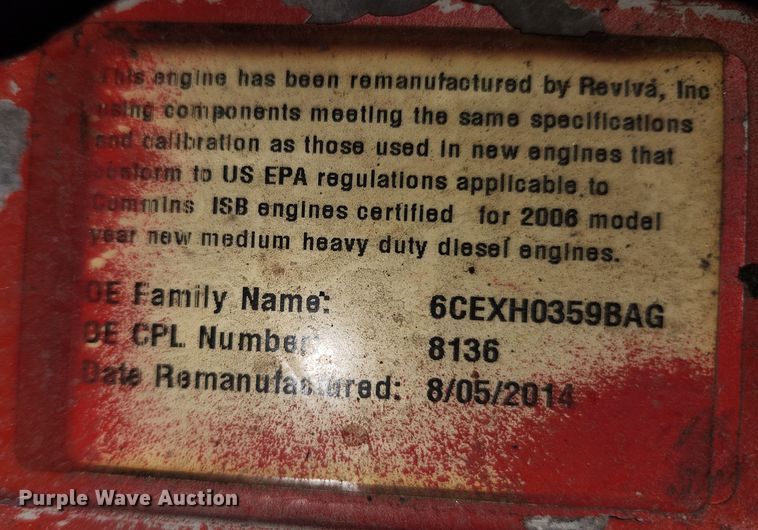 This engine has been remanufactured by Reviva, Inc
using components meeting the same specifications
and calibration as those used in new engines that
conform to US EPA regulations applicable to
Cummins ISB engines certified for 2006 model
year new medium heavy duty diesel engines.
OE Family Name: 6CEXH0359BAG
OE CPL Number: 8136
Date Remanufactured: 8/05/2014
Purple Wave Auction